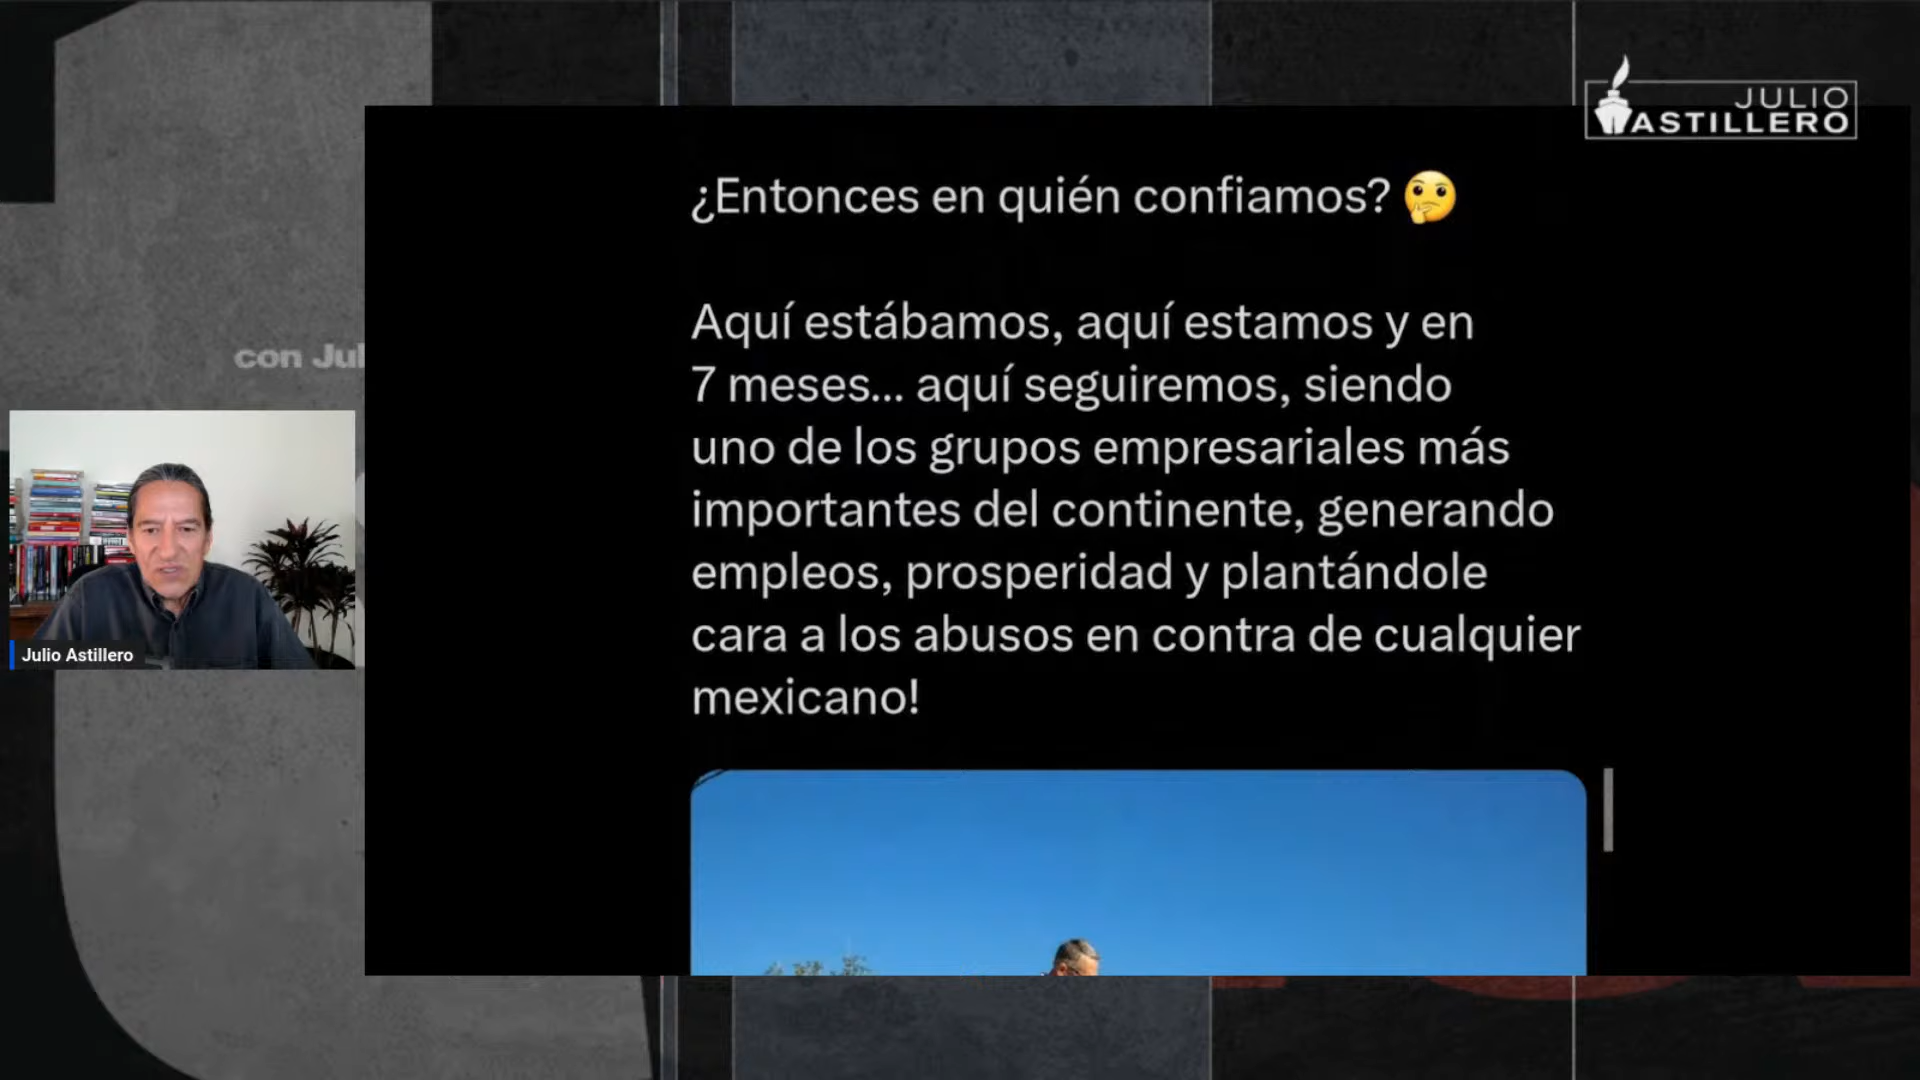 JULIO
ASTILLERO
¿Entonces en quién confiamos? 🤔
Aquí estábamos, aquí estamos y en
7 meses... aquí seguiremos, siendo
uno de los grupos empresariales más
importantes del continente, generando
empleos, prosperidad y plantándole
cara a los abusos en contra de cualquier
mexicano!
con Jul
Julio Astillero